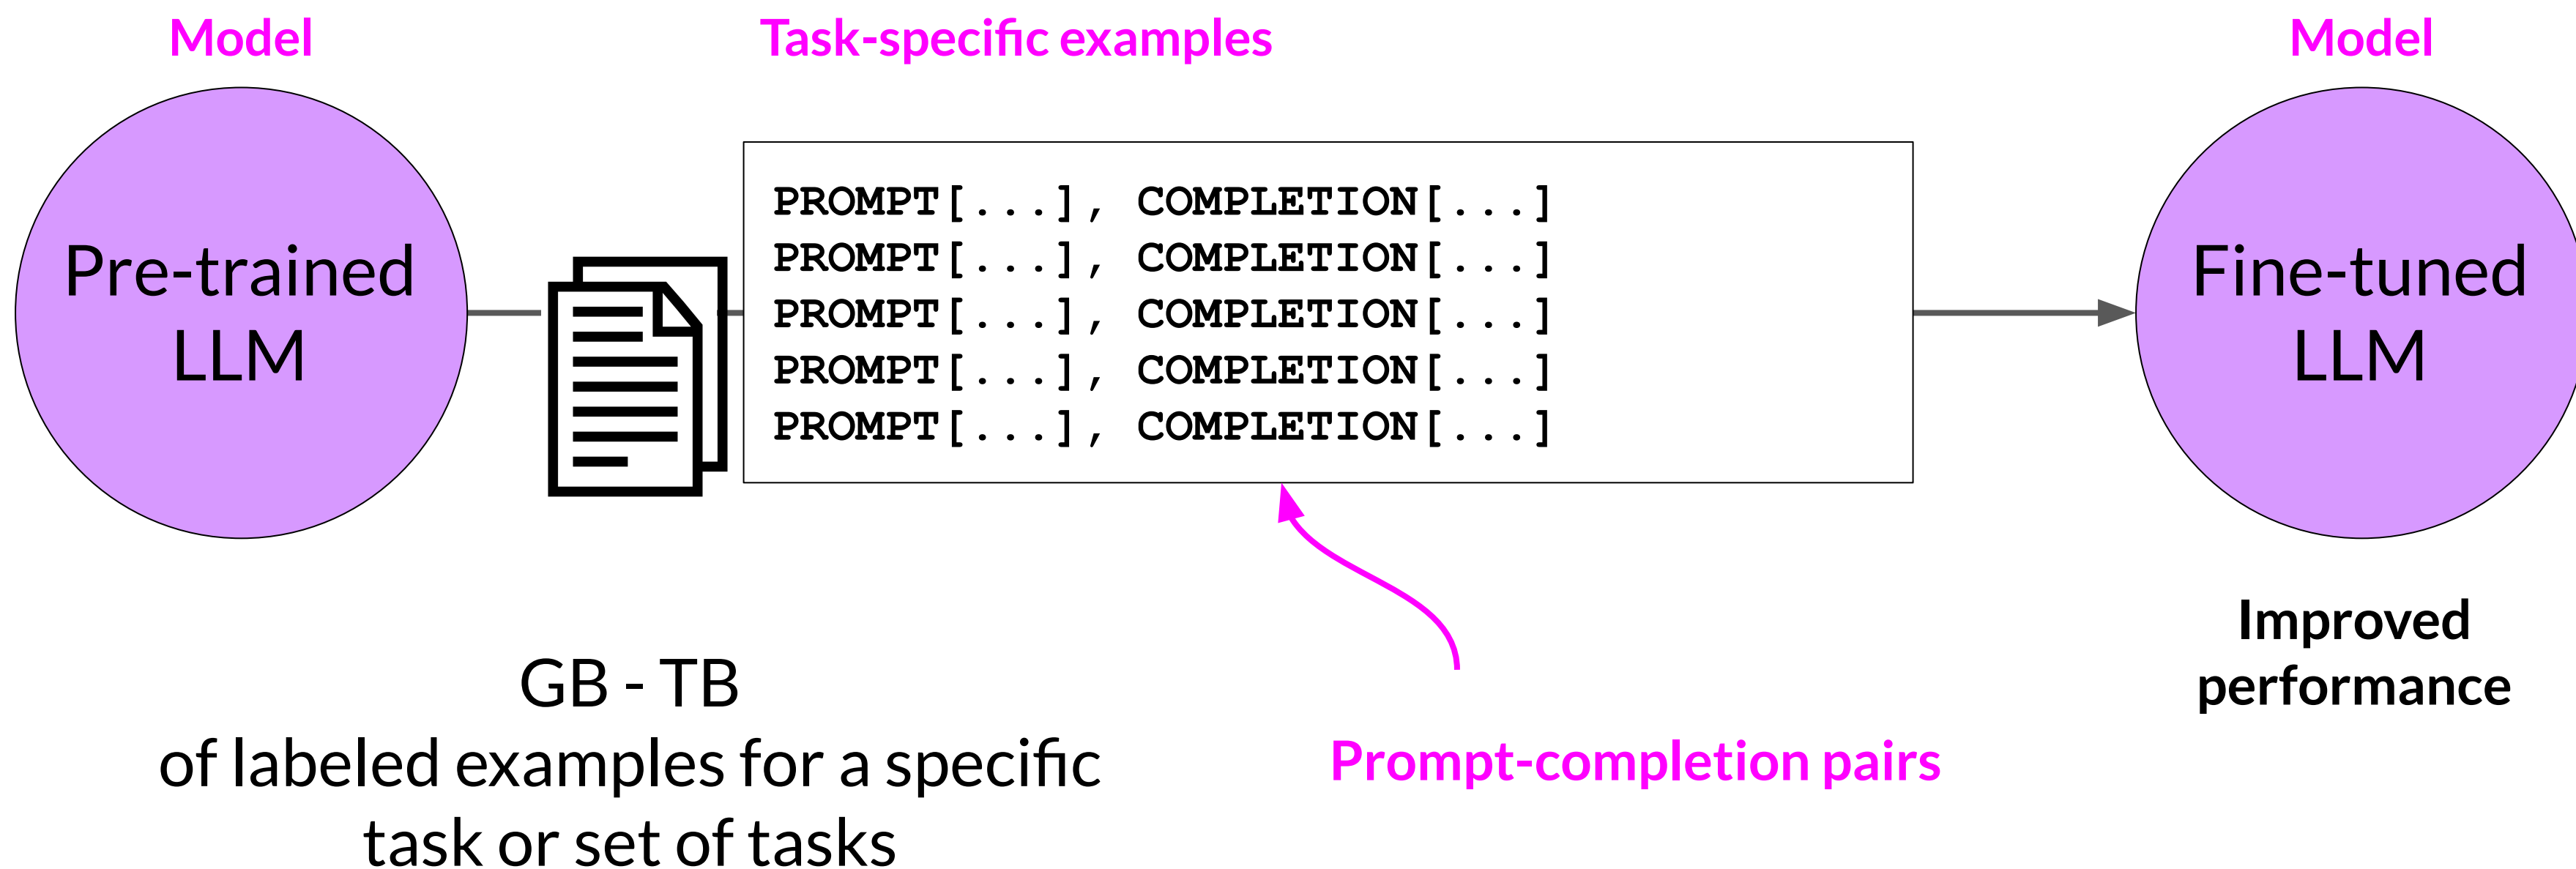 Model
Task-specific examples
Model
Pre-trained
LLM
PROMPT[...], COMPLETION[...]
PROMPT[...], COMPLETION[...]
PROMPT[...], COMPLETION[...]
PROMPT[...], COMPLETION[...]
PROMPT[...], COMPLETION[...]
Fine-tuned
LLM
GB - TB
of labeled examples for a specific
task or set of tasks
Prompt-completion pairs
Improved
performance